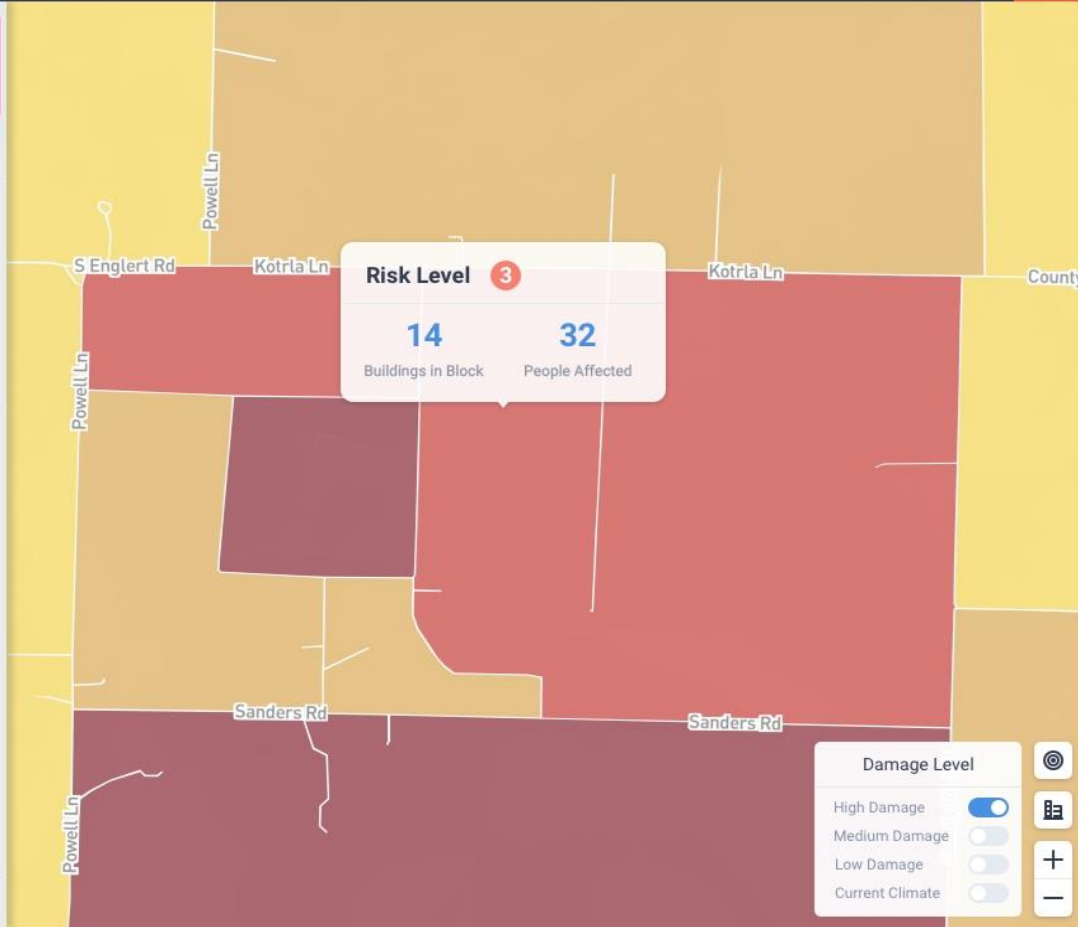 Powell Ln
S Englert Rd
Kotrla Ln
Kotrla Ln
County
Risk Level 3
14 32
Buildings in Block People Affected
Powell Ln
Sanders Rd
Sanders Rd
Damage Level
High Damage
Medium Damage
Low Damage
Current Climate
Powell Ln